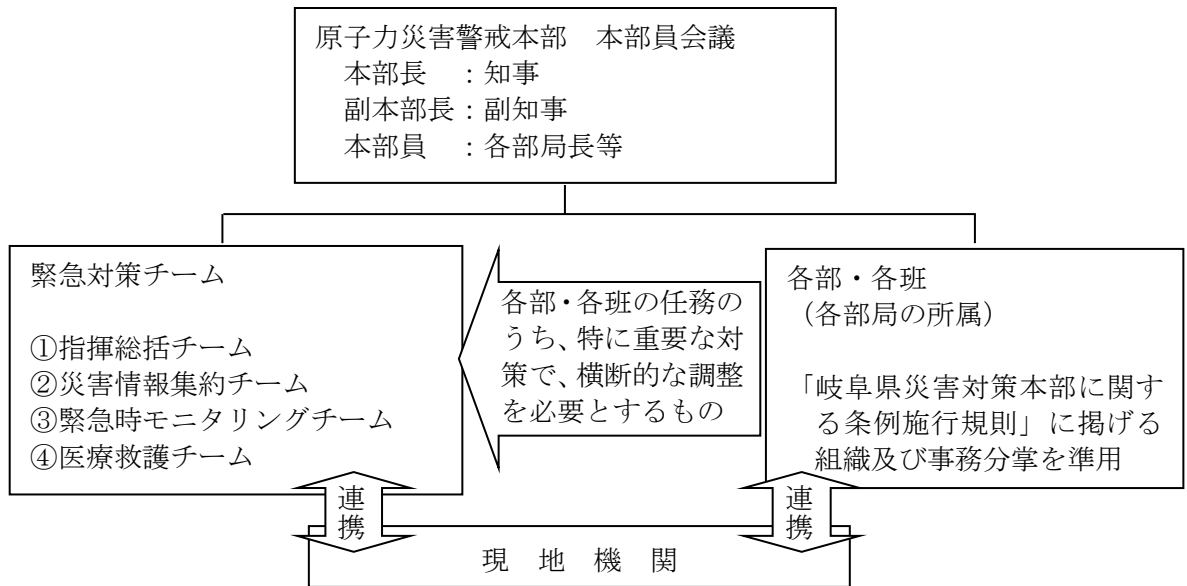 原子力災害警戒本部　本部員会議
本部長　：知事
副本部長：副知事
本部員　：各部局長等
緊急対策チーム
①指揮総括チーム
②災害情報集約チーム
③緊急時モニタリングチーム
④医療救護チーム
各部・各班の任務の
うち、特に重要な対
策で、横断的な調整
を必要とするもの
各部・各班
（各部局の所属）
「岐阜県災害対策本部に関す
る条例施行規則」に掲げる
組織及び事務分掌を準用
連携
連携
現　地　機　関